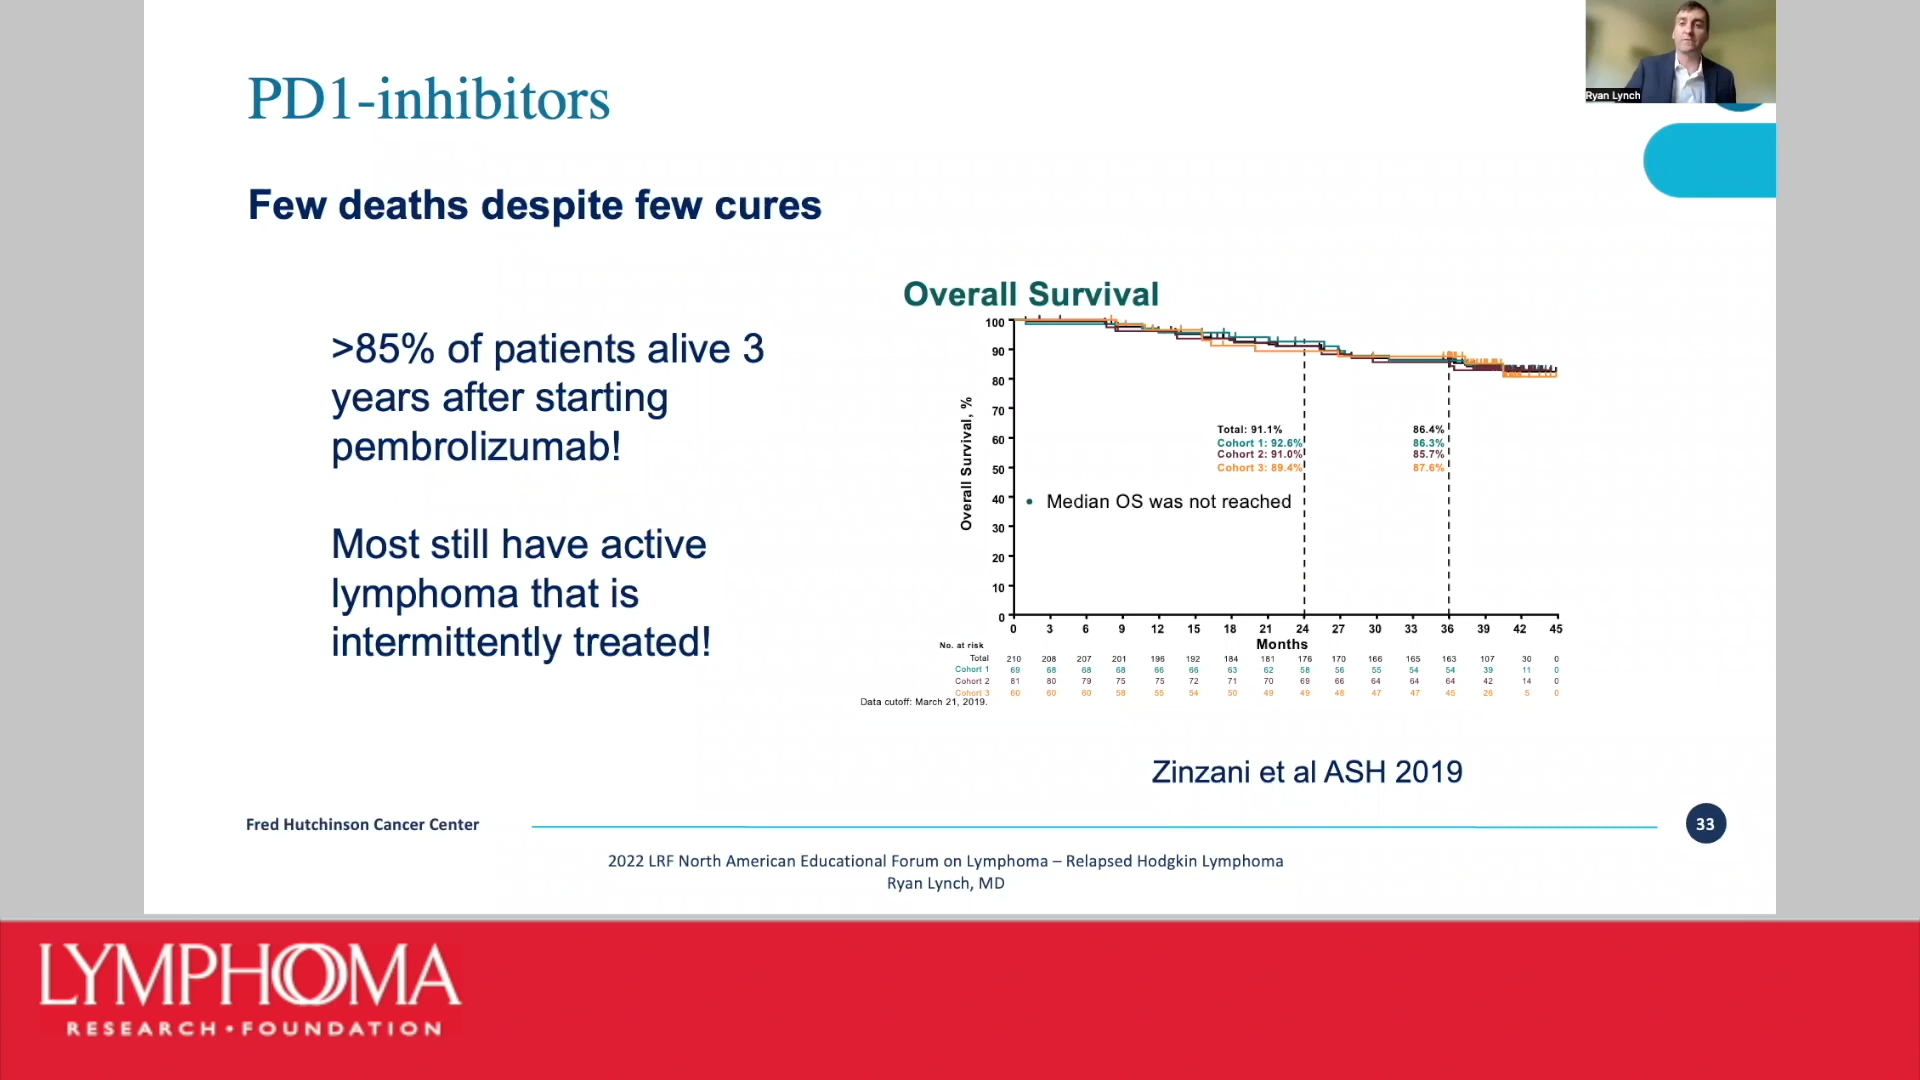 Ryan Lynch
PD1-inhibitors
Few deaths despite few cures
>85% of patients alive 3
years after starting
pembrolizumab!
Most still have active
lymphoma that is
intermittently treated!
Overall Survival
Overall Survival, %
100
90
80
70
60
50
40
30
20
10
0
Total: 91.1% 86.4%
Cohort 1: 92.6% 86.3%
Cohort 2: 91.0% 85.7%
Cohort 3: 89.4% 87.6%
• Median OS was not reached
0 3 6 9 12 15 18 21 24 27 30 33 36 39 42 45
Months
No. at risk
Total 210 208 207 201 196 192 184 181 176 170 166 165 163 107 30 0
Cohort 1 69 68 68 68 66 66 63 62 58 56 55 54 54 39 11 0
Cohort 2 81 80 79 75 75 72 71 70 69 66 64 64 64 42 14 0
Cohort 3 60 60 60 58 55 54 50 49 49 48 47 47 45 26 5 0
Data cutoff: March 21, 2019.
Zinzani et al ASH 2019
Fred Hutchinson Cancer Center
33
2022 LRF North American Educational Forum on Lymphoma – Relapsed Hodgkin Lymphoma
Ryan Lynch, MD
LYMPHOMA
RESEARCH • FOUNDATION